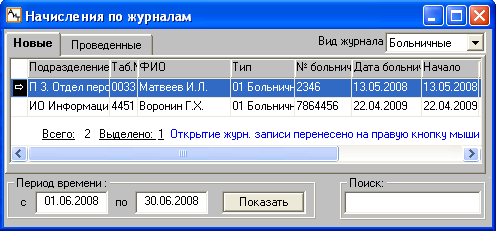 Начисления по журналам
Новые Проведенные Вид журнала Больничные
Подразделение Таб.№ ФИО Тип № больнич Дата больни Начало
П 3. Отдел перс 0033 Матвеев И.Л. 01 Больничн 2346 13.05.2008 13.05.2008
ИО Информаци 4451 Воронин Г.Х. 01 Больничн 7864456 22.04.2009 22.04.2009
Всего: 2 Выделено: 1 Открытие журн. записи перенесено на правую кнопку мыши
Период времени: Поиск:
с 01.06.2008 по 30.06.2008 Показать